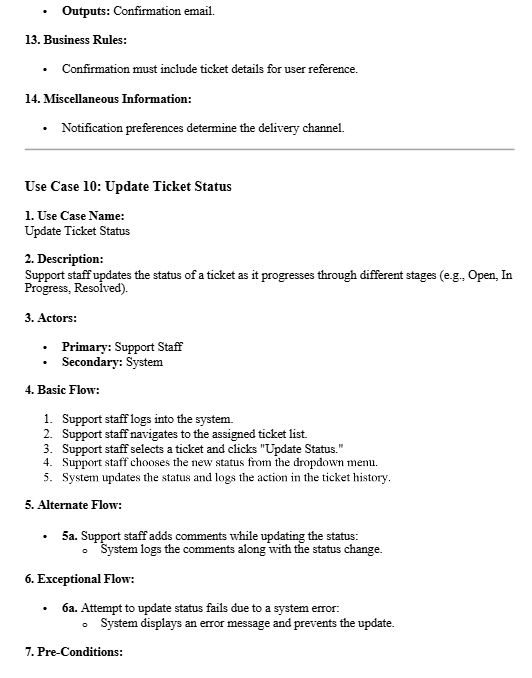 • Outputs: Confirmation email.
13. Business Rules:
• Confirmation must include ticket details for user reference.
14. Miscellaneous Information:
• Notification preferences determine the delivery channel.
Use Case 10: Update Ticket Status
1. Use Case Name:
Update Ticket Status
2. Description:
Support staff updates the status of a ticket as it progresses through different stages (e.g., Open, In
Progress, Resolved).
3. Actors:
• Primary: Support Staff
• Secondary: System
4. Basic Flow:
1. Support staff logs into the system.
2. Support staff navigates to the assigned ticket list.
3. Support staff selects a ticket and clicks "Update Status."
4. Support staff chooses the new status from the dropdown menu.
5. System updates the status and logs the action in the ticket history.
5. Alternate Flow:
• 5a. Support staff adds comments while updating the status:
o System logs the comments along with the status change.
6. Exceptional Flow:
• 6a. Attempt to update status fails due to a system error:
o System displays an error message and prevents the update.
7. Pre-Conditions: